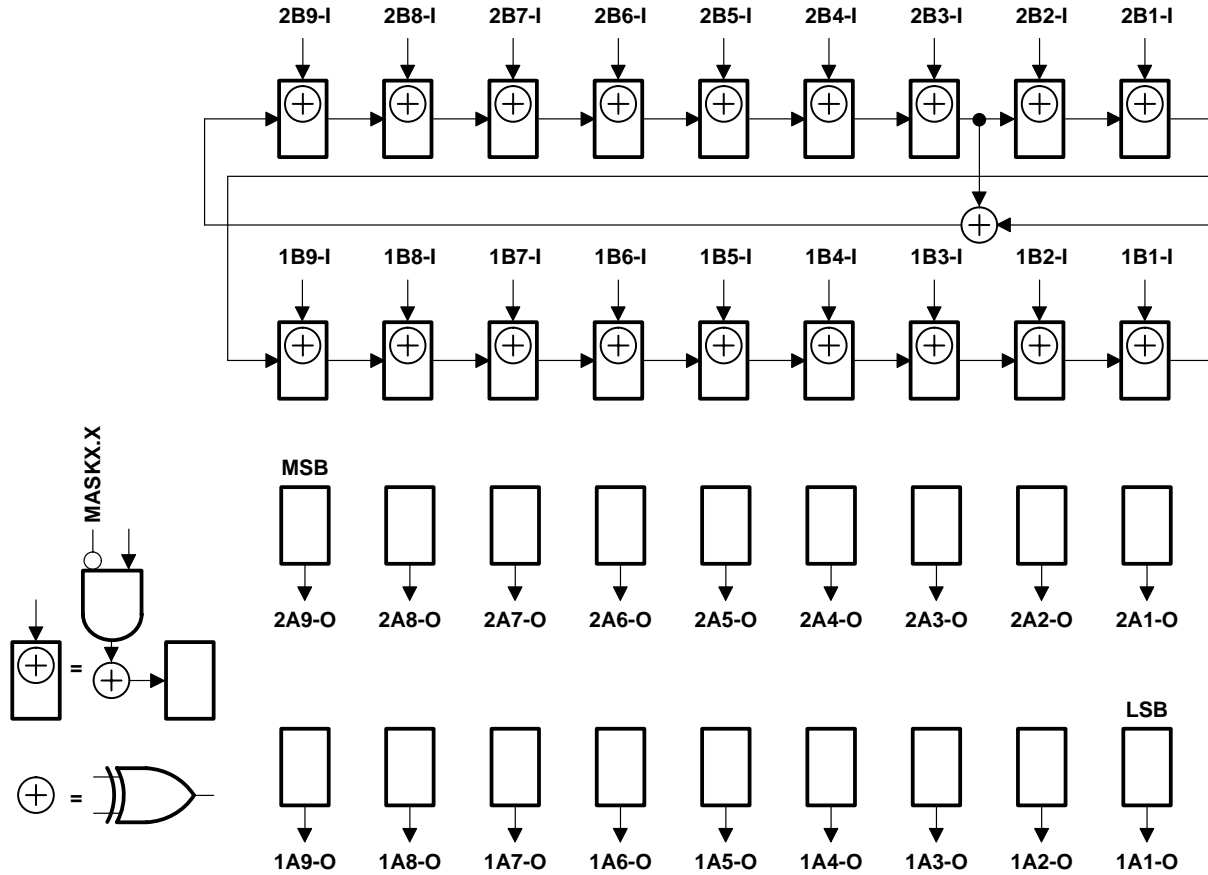 2B9-I 2B8-I 2B7-I 2B6-I 2B5-I 2B4-I 2B3-I 2B2-I 2B1-I
1B9-I 1B8-I 1B7-I 1B6-I 1B5-I 1B4-I 1B3-I 1B2-I 1B1-I
MASKX.X
MSB
2A9-O 2A8-O 2A7-O 2A6-O 2A5-O 2A4-O 2A3-O 2A2-O 2A1-O
=
LSB
=
1A9-O 1A8-O 1A7-O 1A6-O 1A5-O 1A4-O 1A3-O 1A2-O 1A1-O